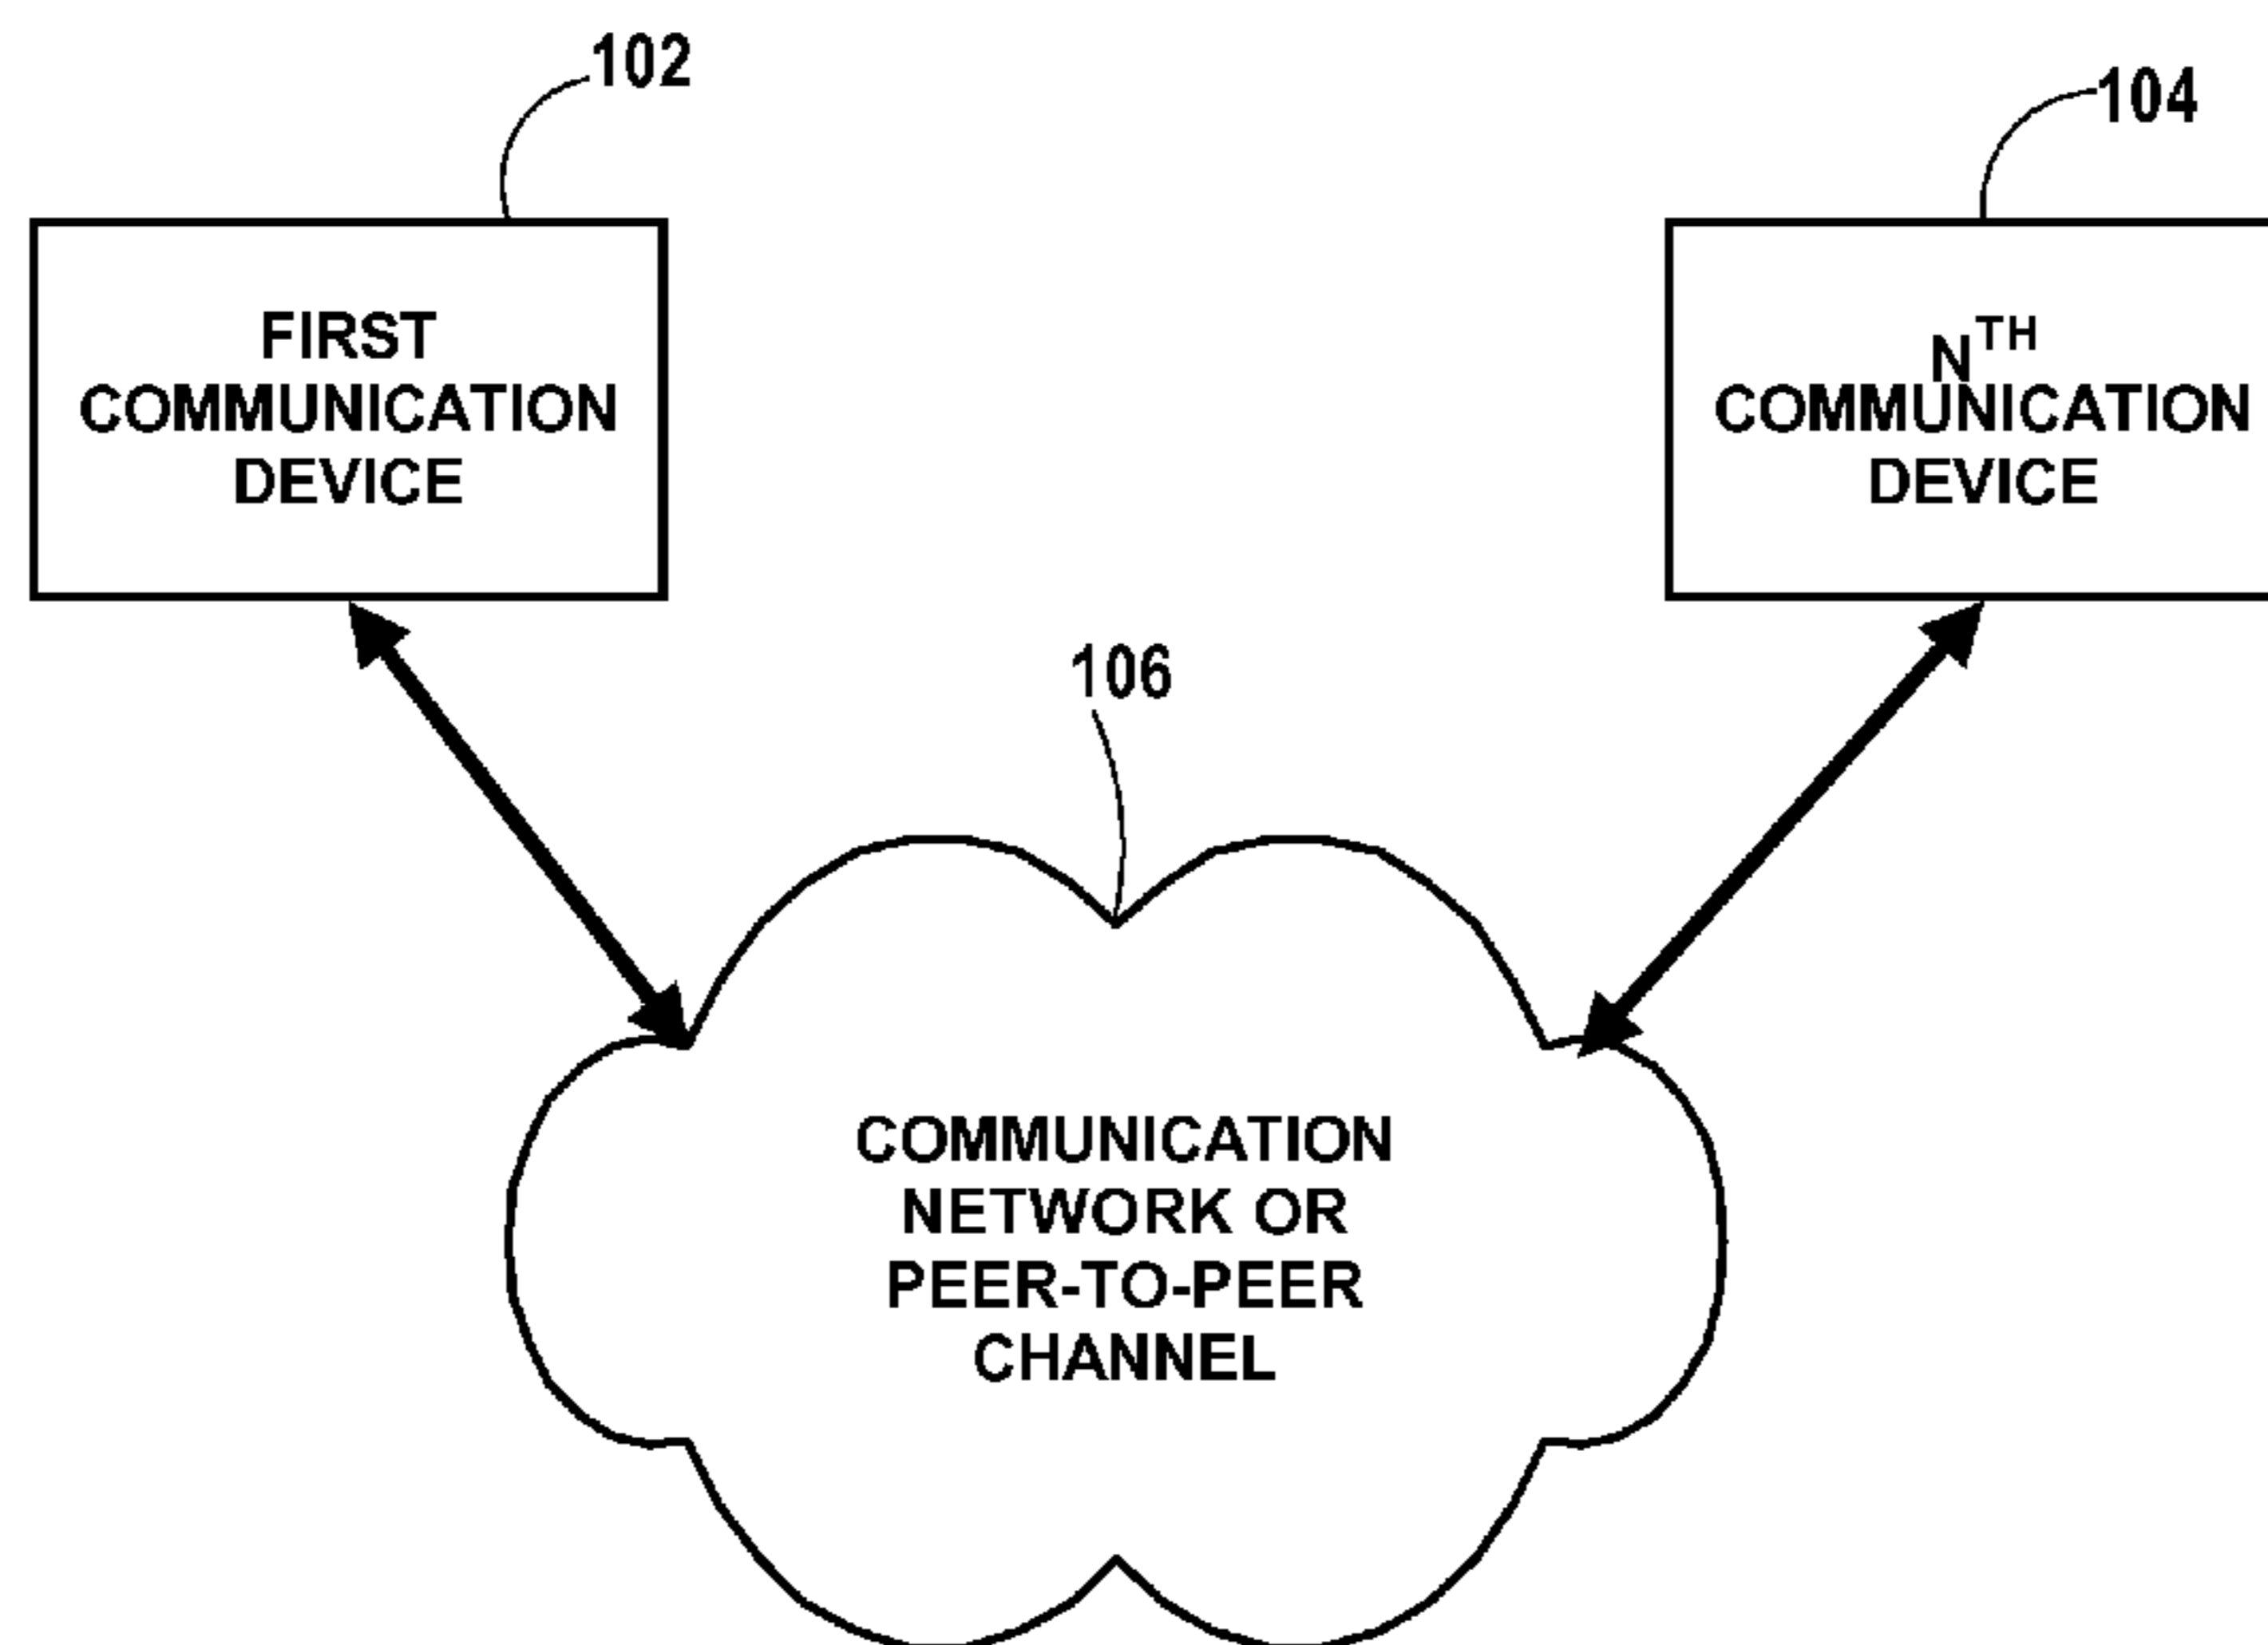 102
104
FIRST
COMMUNICATION
DEVICE
NTH
COMMUNICATION
DEVICE
106
COMMUNICATION
NETWORK OR
PEER-TO-PEER
CHANNEL